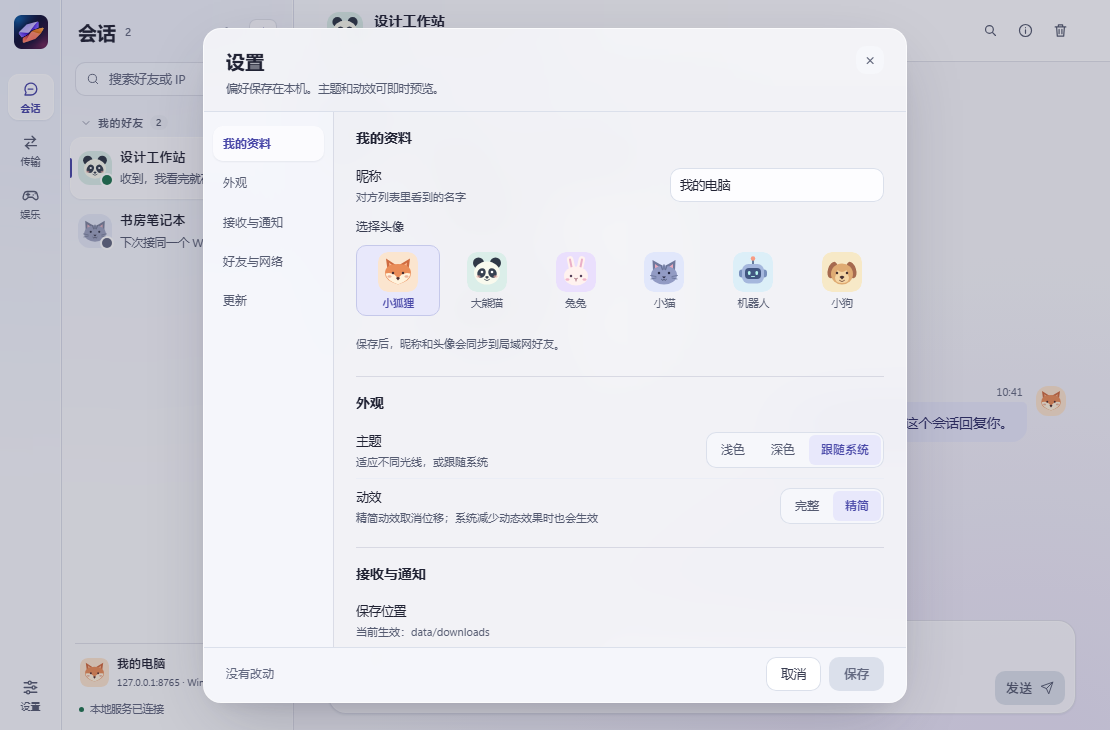 会话 2
搜索好友或 IP
会话
传输
娱乐
设置
我的好友 2
设计工作站
收到，我看完就
书房笔记本
下次接同一个 W
我的电脑
127.0.0.1:8765 · Win
本地服务已连接
设计工作站
10:41
这个会话回复你。
发送
设置
偏好保存在本机。主题和动效可即时预览。
我的资料
外观
接收与通知
好友与网络
更新
我的资料
昵称
对方列表里看到的名字
我的电脑
选择头像
小狐狸
大熊猫
兔兔
小猫
机器人
小狗
保存后，昵称和头像会同步到局域网好友。
外观
主题
适应不同光线，或跟随系统
浅色 深色 跟随系统
动效
精简动效取消位移；系统减少动态效果时也会生效
完整 精简
接收与通知
保存位置
当前生效：data/downloads
没有改动
取消
保存